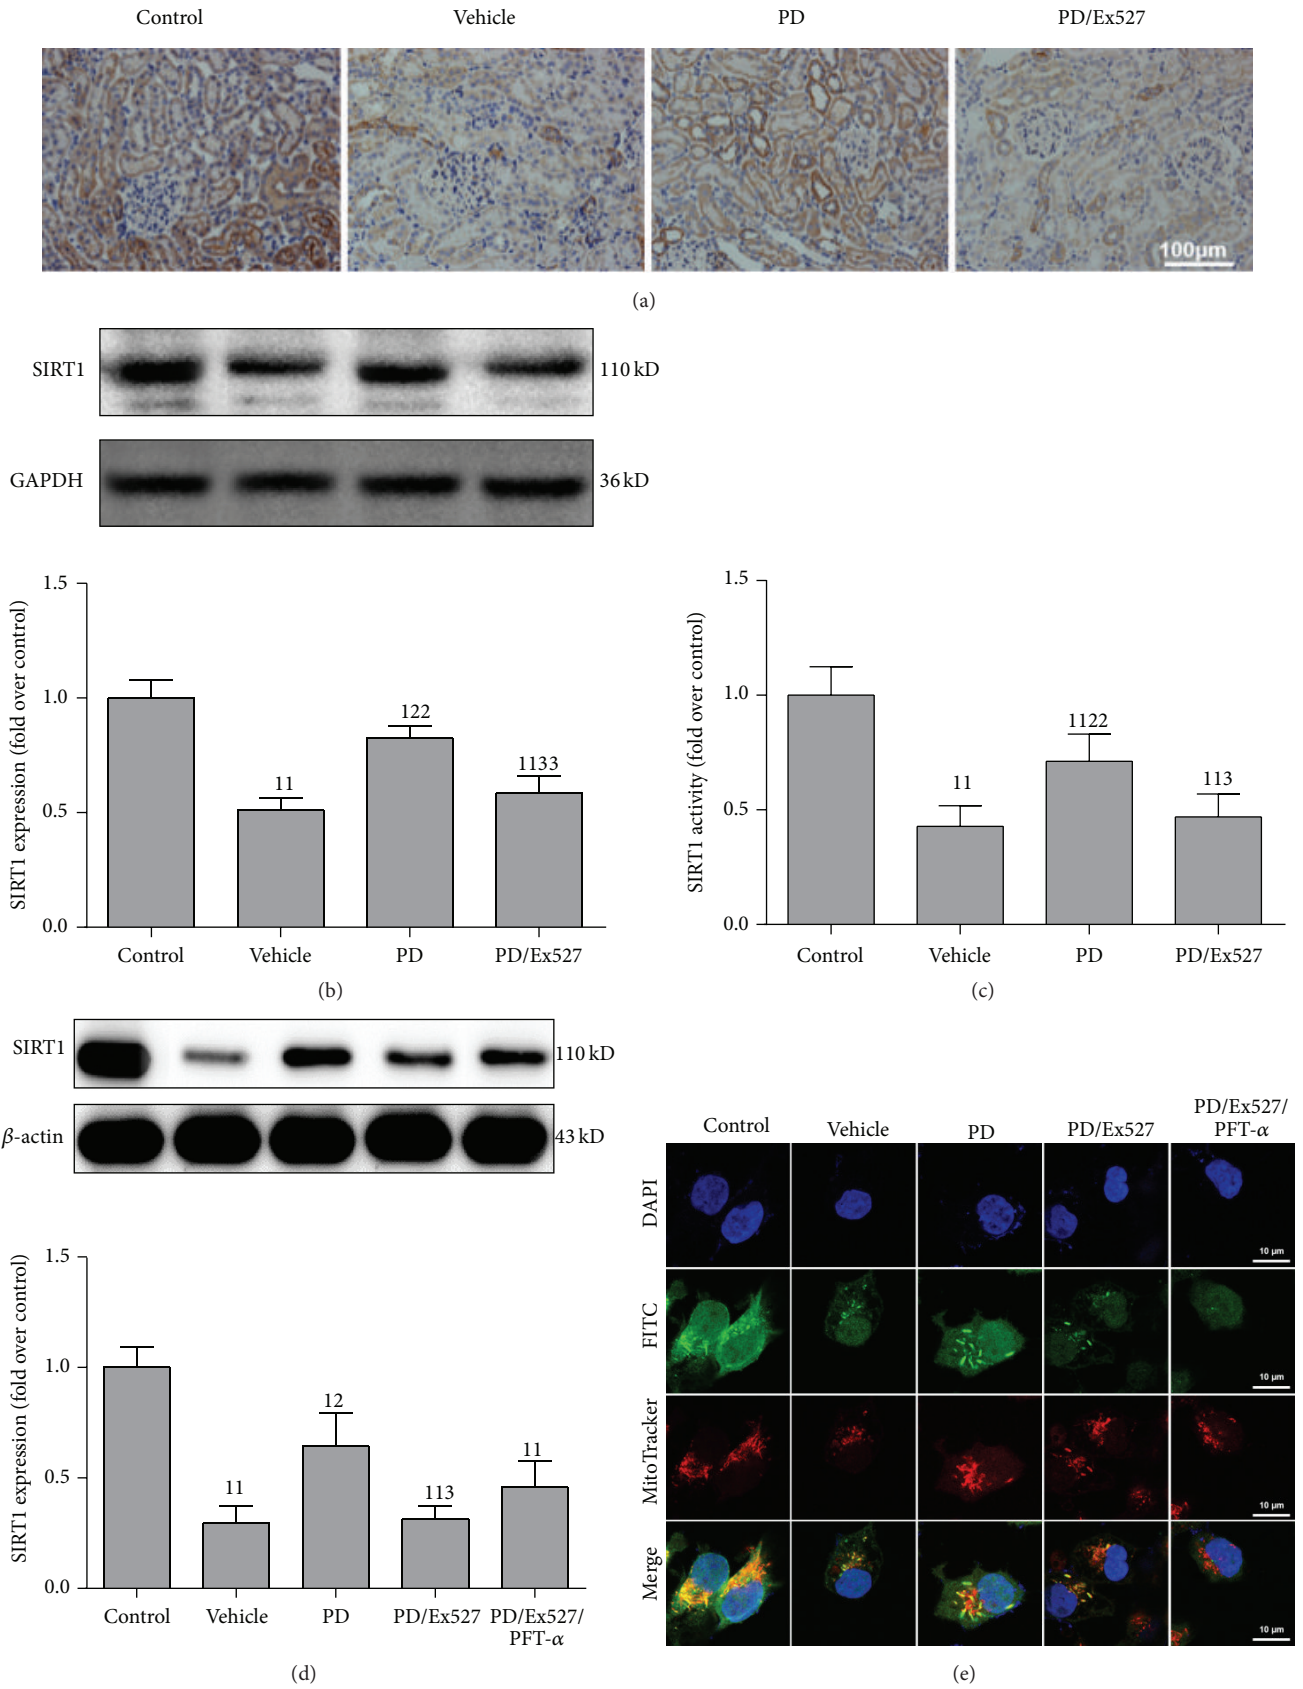 Control Vehicle PD PD/Ex527
100µm
(a)
SIRT1 110 kD
GAPDH 36 kD
SIRT1 expression (fold over control)
1.5
1.0
0.5
0.0
11
122
1133
Control Vehicle PD PD/Ex527
(b)
SIRT1 activity (fold over control)
1.5
1.0
0.5
0.0
11
1122
113
Control Vehicle PD PD/Ex527
(c)
SIRT1 110 kD
β-actin 43 kD
SIRT1 expression (fold over control)
1.5
1.0
0.5
0.0
11
12
113
11
Control Vehicle PD PD/Ex527 PD/Ex527/
PFT-α
(d)
Control Vehicle PD PD/Ex527 PD/Ex527/
PFT-α
DAPI
10 µm
FITC
10 µm
MitoTracker
10 µm
Merge
10 µm
(e)